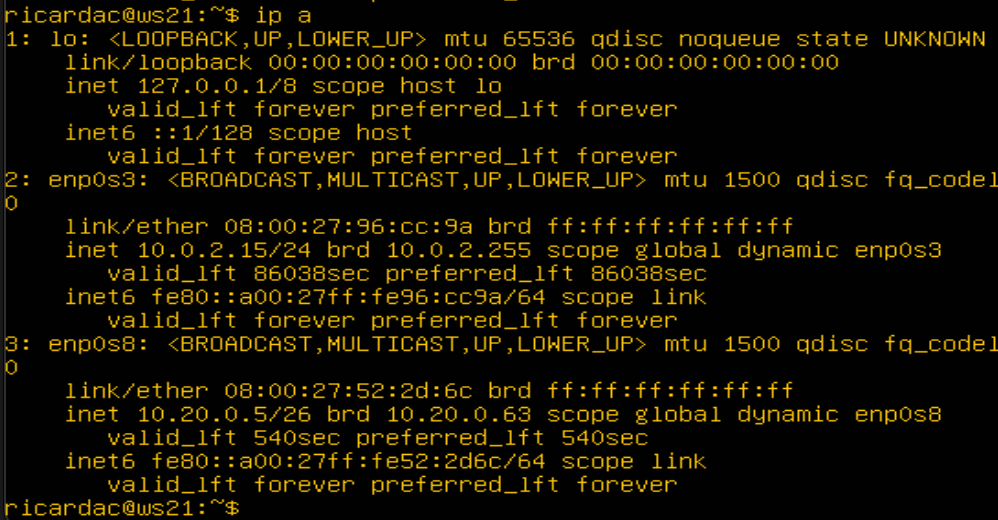 ricardac@ws21:~$ ip a
1: lo: <LOOPBACK,UP,LOWER_UP> mtu 65536 qdisc noqueue state UNKNOWN
link/loopback 00:00:00:00:00:00 brd 00:00:00:00:00:00
inet 127.0.0.1/8 scope host lo
valid_lft forever preferred_lft forever
inet6 ::1/128 scope host
valid_lft forever preferred_lft forever
2: enp0s3: <BROADCAST,MULTICAST,UP,LOWER_UP> mtu 1500 qdisc fq_codel
0
link/ether 08:00:27:96:cc:9a brd ff:ff:ff:ff:ff:ff
inet 10.0.2.15/24 brd 10.0.2.255 scope global dynamic enp0s3
valid_lft 86038sec preferred_lft 86038sec
inet6 fe80::a00:27ff:fe96:cc9a/64 scope link
valid_lft forever preferred_lft forever
3: enp0s8: <BROADCAST,MULTICAST,UP,LOWER_UP> mtu 1500 qdisc fq_codel
0
link/ether 08:00:27:52:2d:6c brd ff:ff:ff:ff:ff:ff
inet 10.20.0.5/26 brd 10.20.0.63 scope global dynamic enp0s8
valid_lft 540sec preferred_lft 540sec
inet6 fe80::a00:27ff:fe52:2d6c/64 scope link
valid_lft forever preferred_lft forever
ricardac@ws21:~$